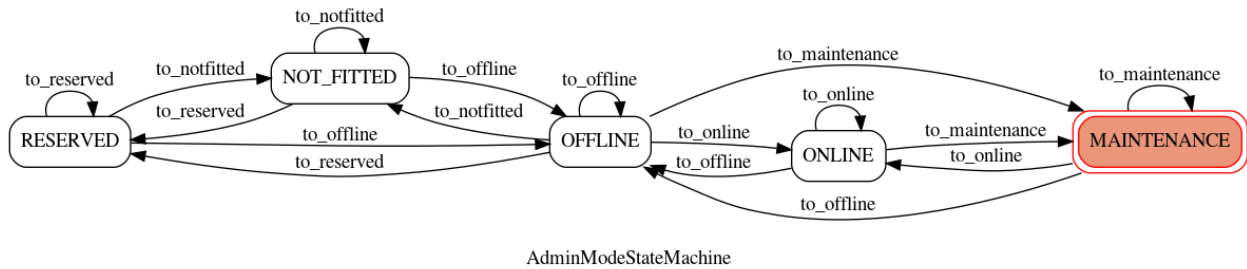 to_notfitted
to_maintenance
to_reserved
to_notfitted
NOT_FITTED
to_offline
to_offline
to_online
to_maintenance
to_reserved
to_notfitted
RESERVED
to_offline
OFFLINE
to_online
ONLINE
to_maintenance
MAINTENANCE
to_reserved
to_offline
to_online
to_offline
AdminModeStateMachine